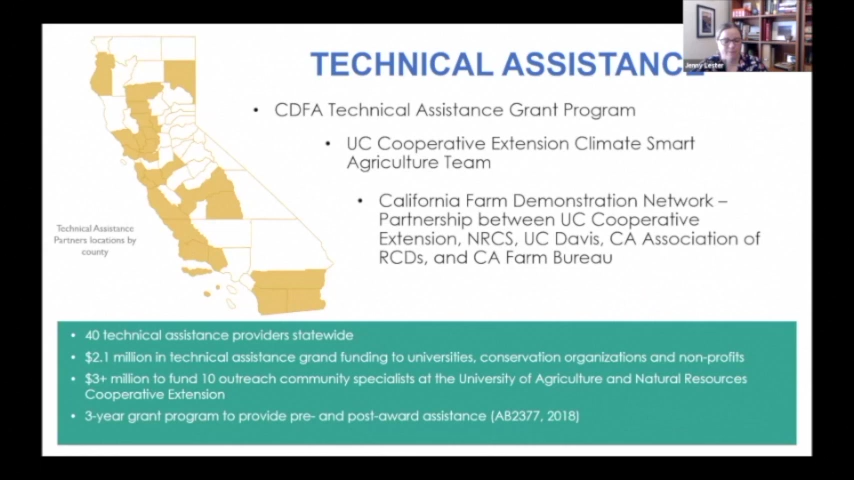 TECHNICAL ASSISTANCE
Jenny Lester
• CDFA Technical Assistance Grant Program
• UC Cooperative Extension Climate Smart
Agriculture Team
• California Farm Demonstration Network –
Partnership between UC Cooperative
Extension, NRCS, UC Davis, CA Association of
RCDs, and CA Farm Bureau
Technical Assistance
Partners locations by
county
• 40 technical assistance providers statewide
• $2.1 million in technical assistance grand funding to universities, conservation organizations and non-profits
• $3+ million to fund 10 outreach community specialists at the University of Agriculture and Natural Resources
Cooperative Extension
• 3-year grant program to provide pre- and post-award assistance (AB2377, 2018)